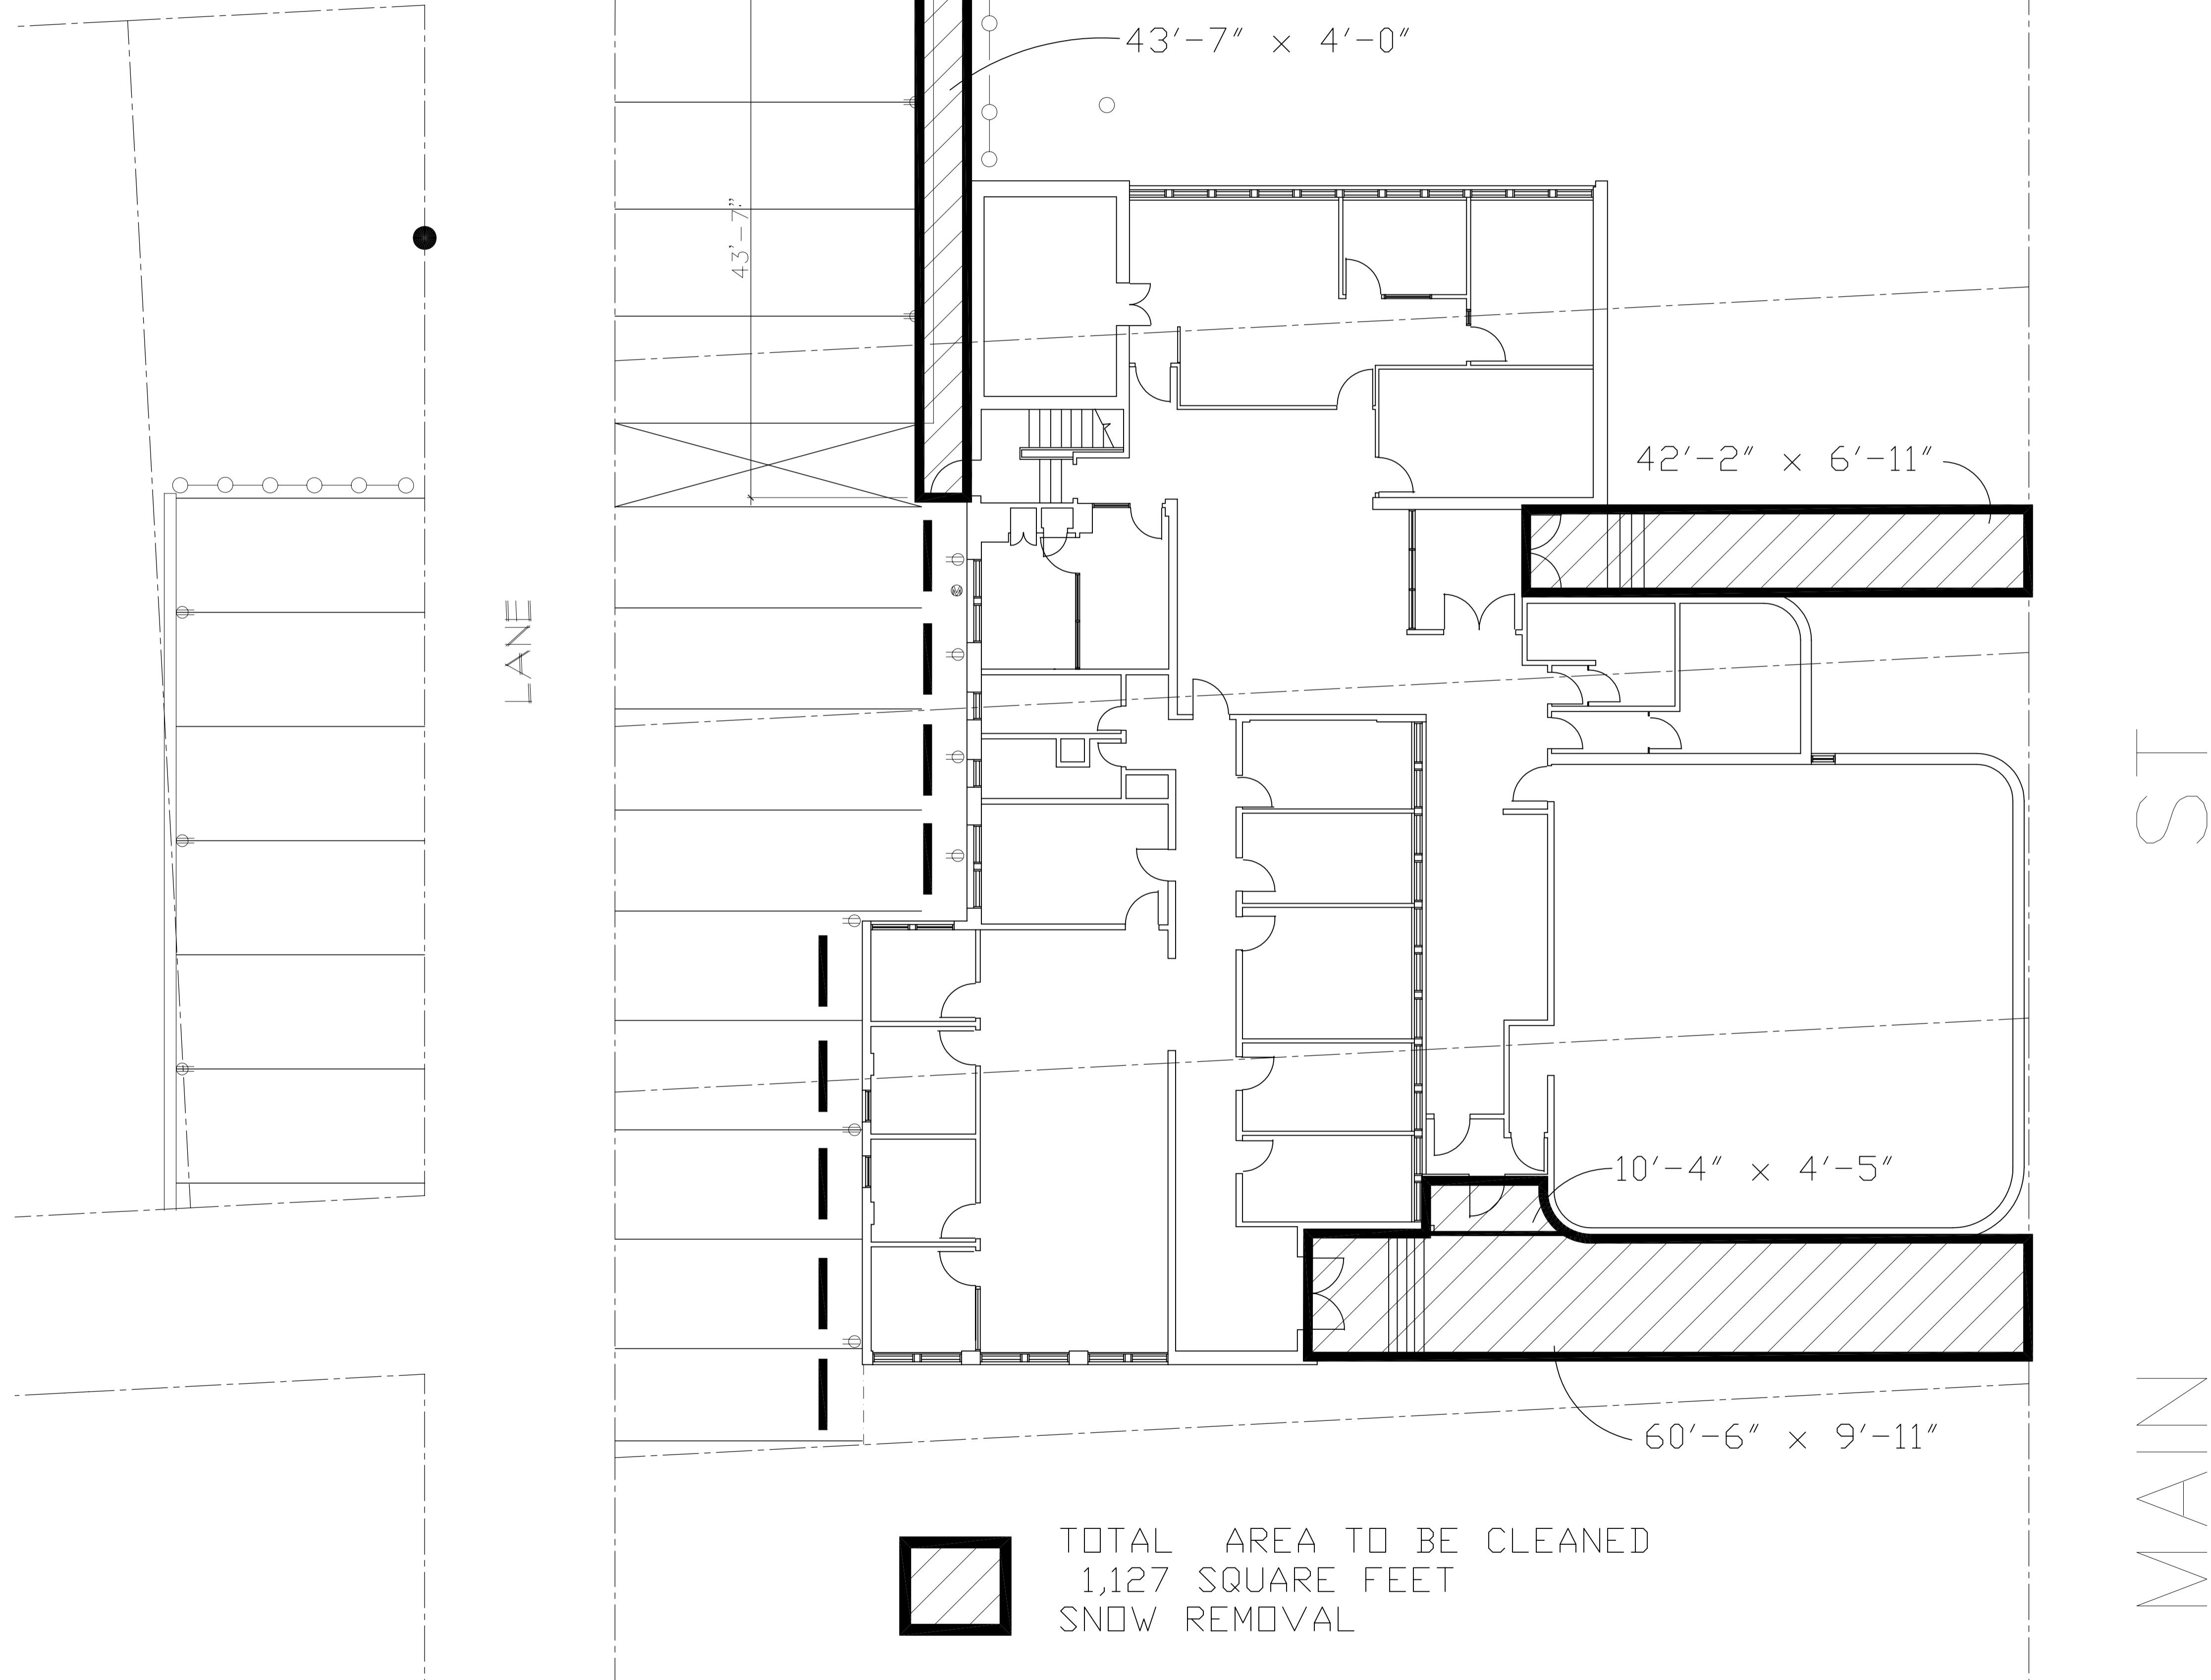 43'-7" x 4'-0"
43'-7"
42'-2" x 6'-11"
LANE
10'-4" x 4'-5"
60'-6" x 9'-11"
MAIN ST
TOTAL AREA TO BE CLEANED
1,127 SQUARE FEET
SNOW REMOVAL